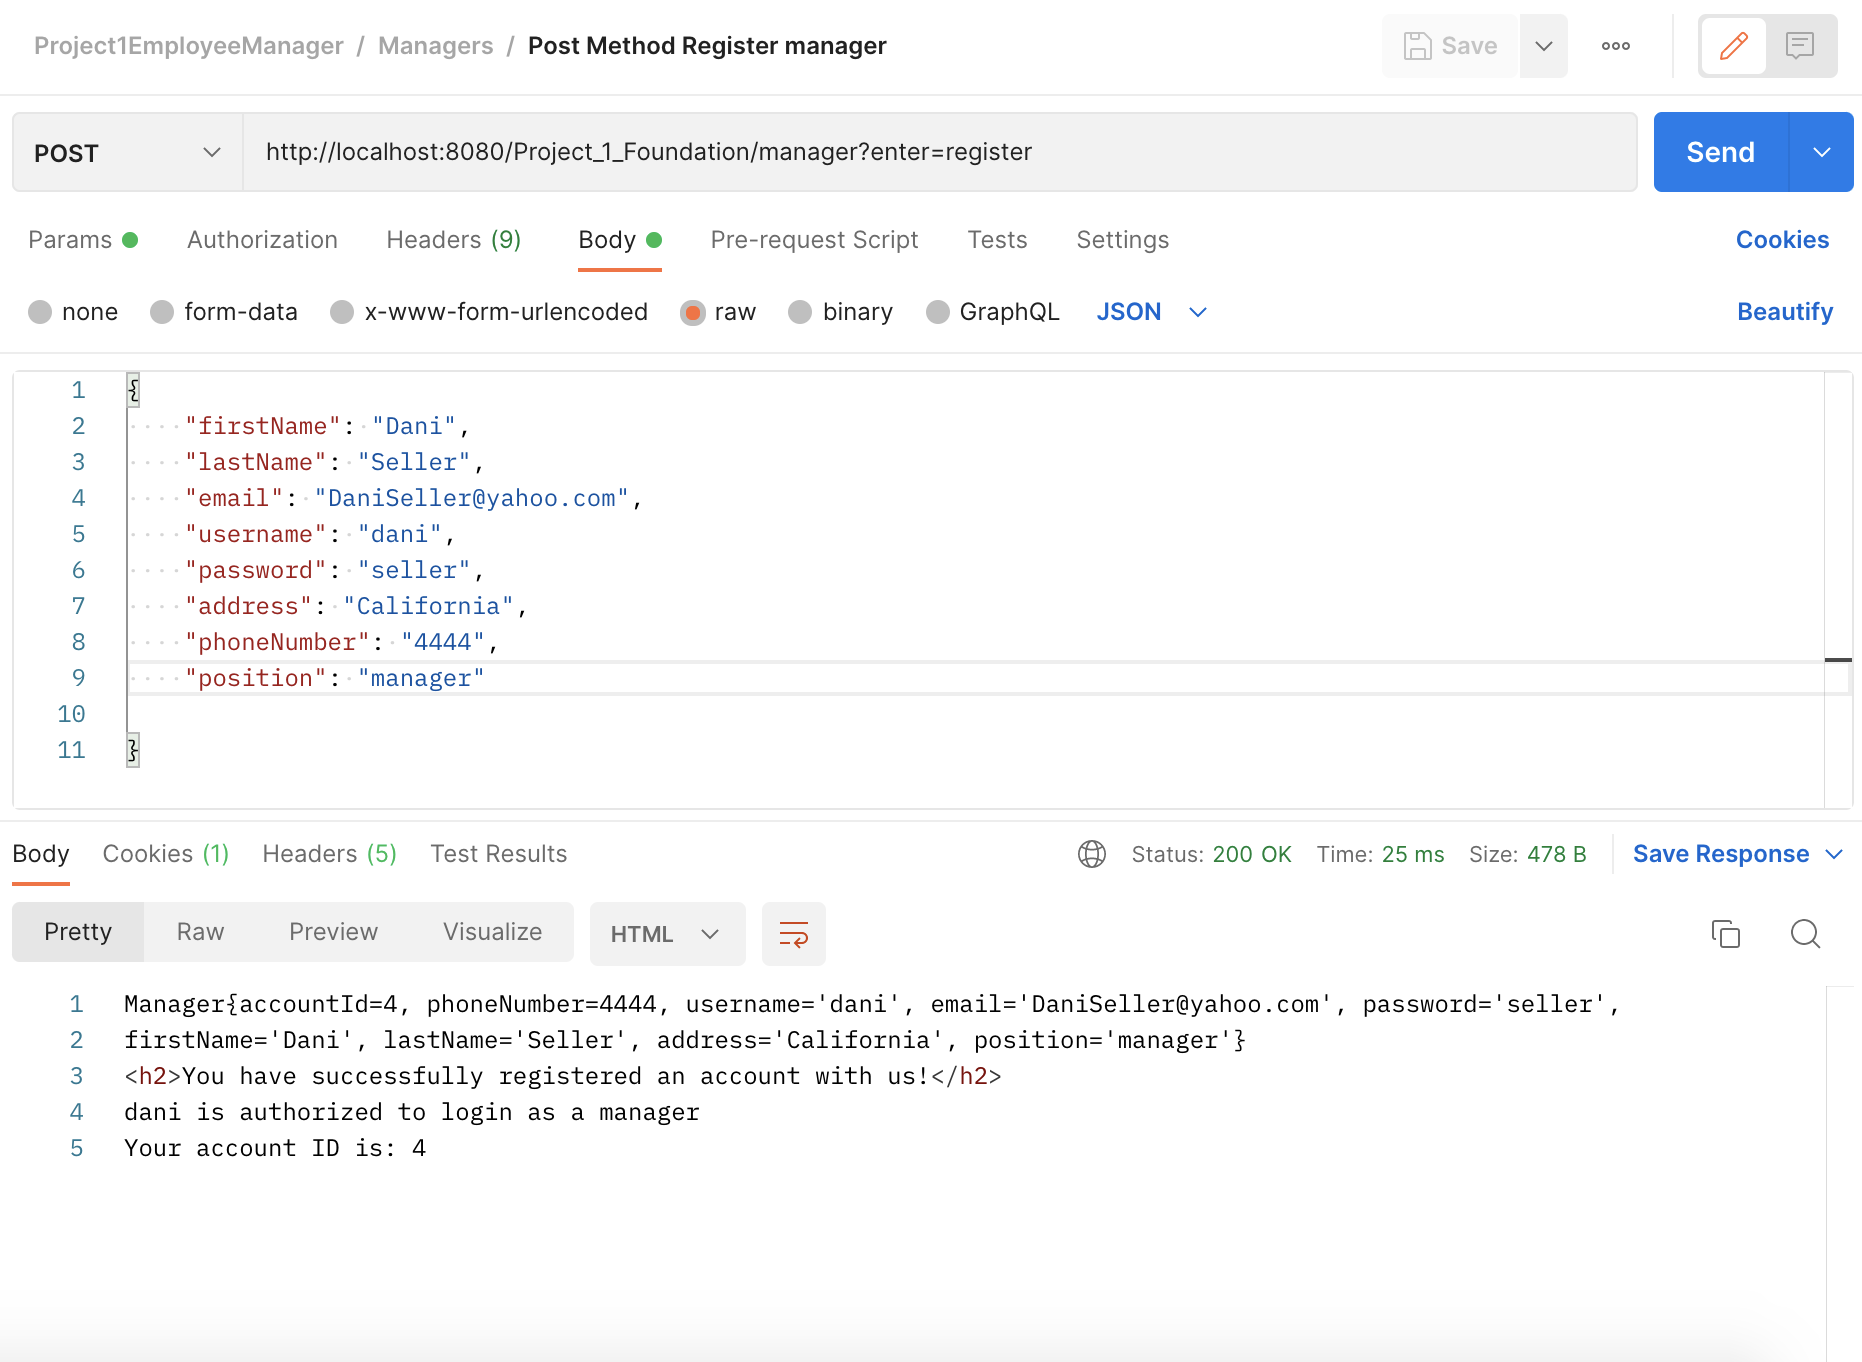 Project1EmployeeManager / Managers / Post Method Register manager
Save
POST http://localhost:8080/Project_1_Foundation/manager?enter=register Send
Params Authorization Headers (9) Body Pre-request Script Tests Settings Cookies
none form-data x-www-form-urlencoded raw binary GraphQL JSON Beautify
1 {
2 "firstName": "Dani",
3 "lastName": "Seller",
4 "email": "DaniSeller@yahoo.com",
5 "username": "dani",
6 "password": "seller",
7 "address": "California",
8 "phoneNumber": "4444",
9 "position": "manager"
10
11 }
Body Cookies (1) Headers (5) Test Results Status: 200 OK Time: 25 ms Size: 478 B Save Response
Pretty Raw Preview Visualize HTML
1 Manager{accountId=4, phoneNumber=4444, username='dani', email='DaniSeller@yahoo.com', password='seller',
2 firstName='Dani', lastName='Seller', address='California', position='manager'}
3 <h2>You have successfully registered an account with us!</h2>
4 dani is authorized to login as a manager
5 Your account ID is: 4